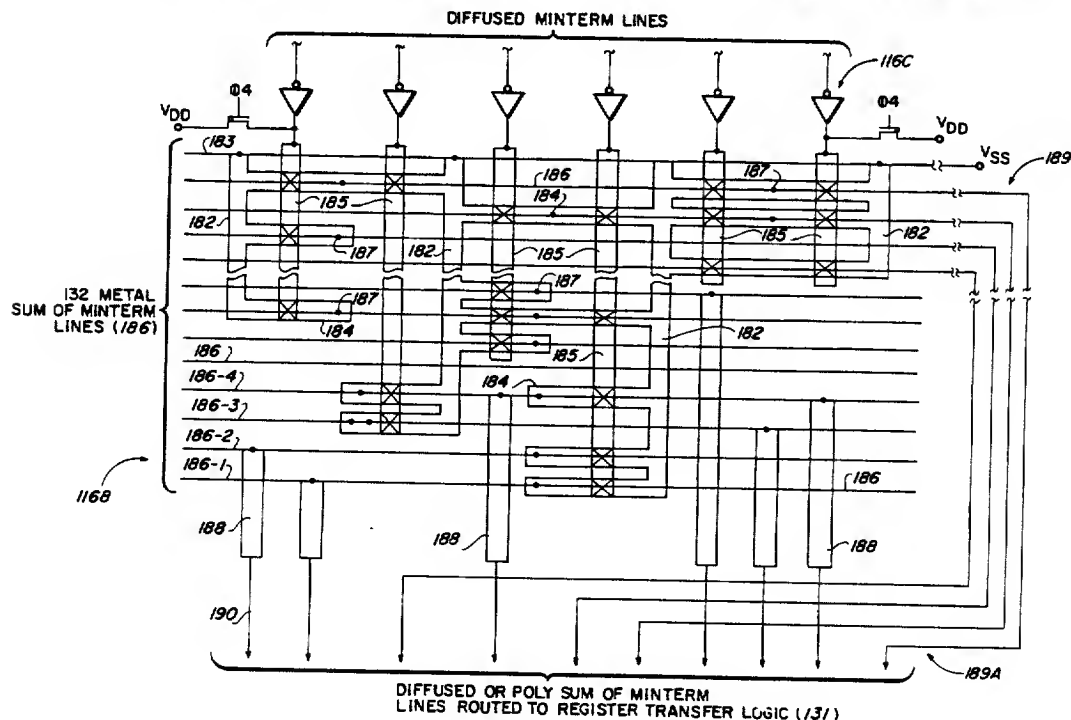 DIFFUSED MINTERM LINES
116C
Φ4
Φ4
VDD
VDD
183
VSS
189
186
187
184
182
185
182
185
185
182
187
187
187
132 METAL
SUM OF MINTERM
LINES (186)
184
182
185
186
186-4
184
186-3
186-2
186-1
186
116B
188
188
188
190
189A
DIFFUSED OR POLY SUM OF MINTERM
LINES ROUTED TO REGISTER TRANSFER LOGIC (131)